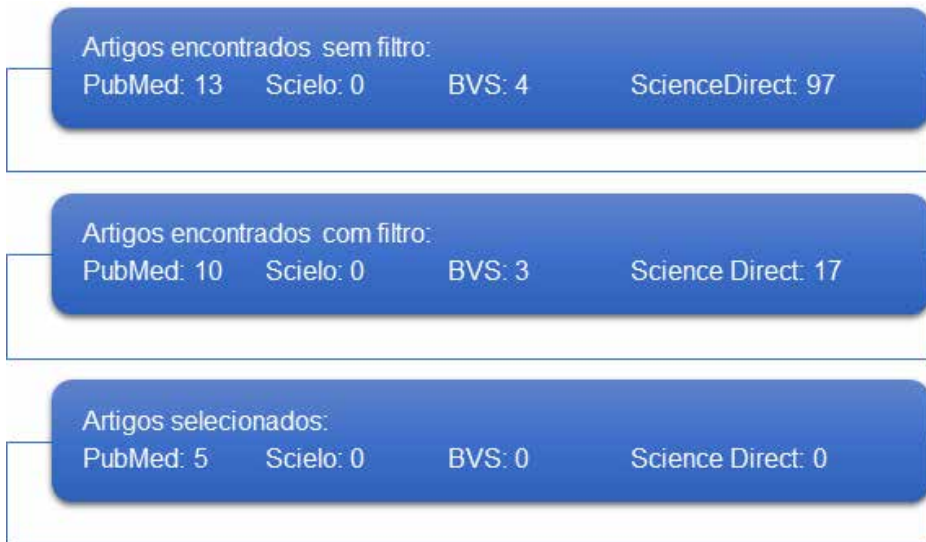 Artigos encontrados sem filtro:
PubMed: 13 Scielo: 0 BVS: 4 ScienceDirect: 97
Artigos encontrados com filtro:
PubMed: 10 Scielo: 0 BVS: 3 Science Direct: 17
Artigos selecionados:
PubMed: 5 Scielo: 0 BVS: 0 Science Direct: 0